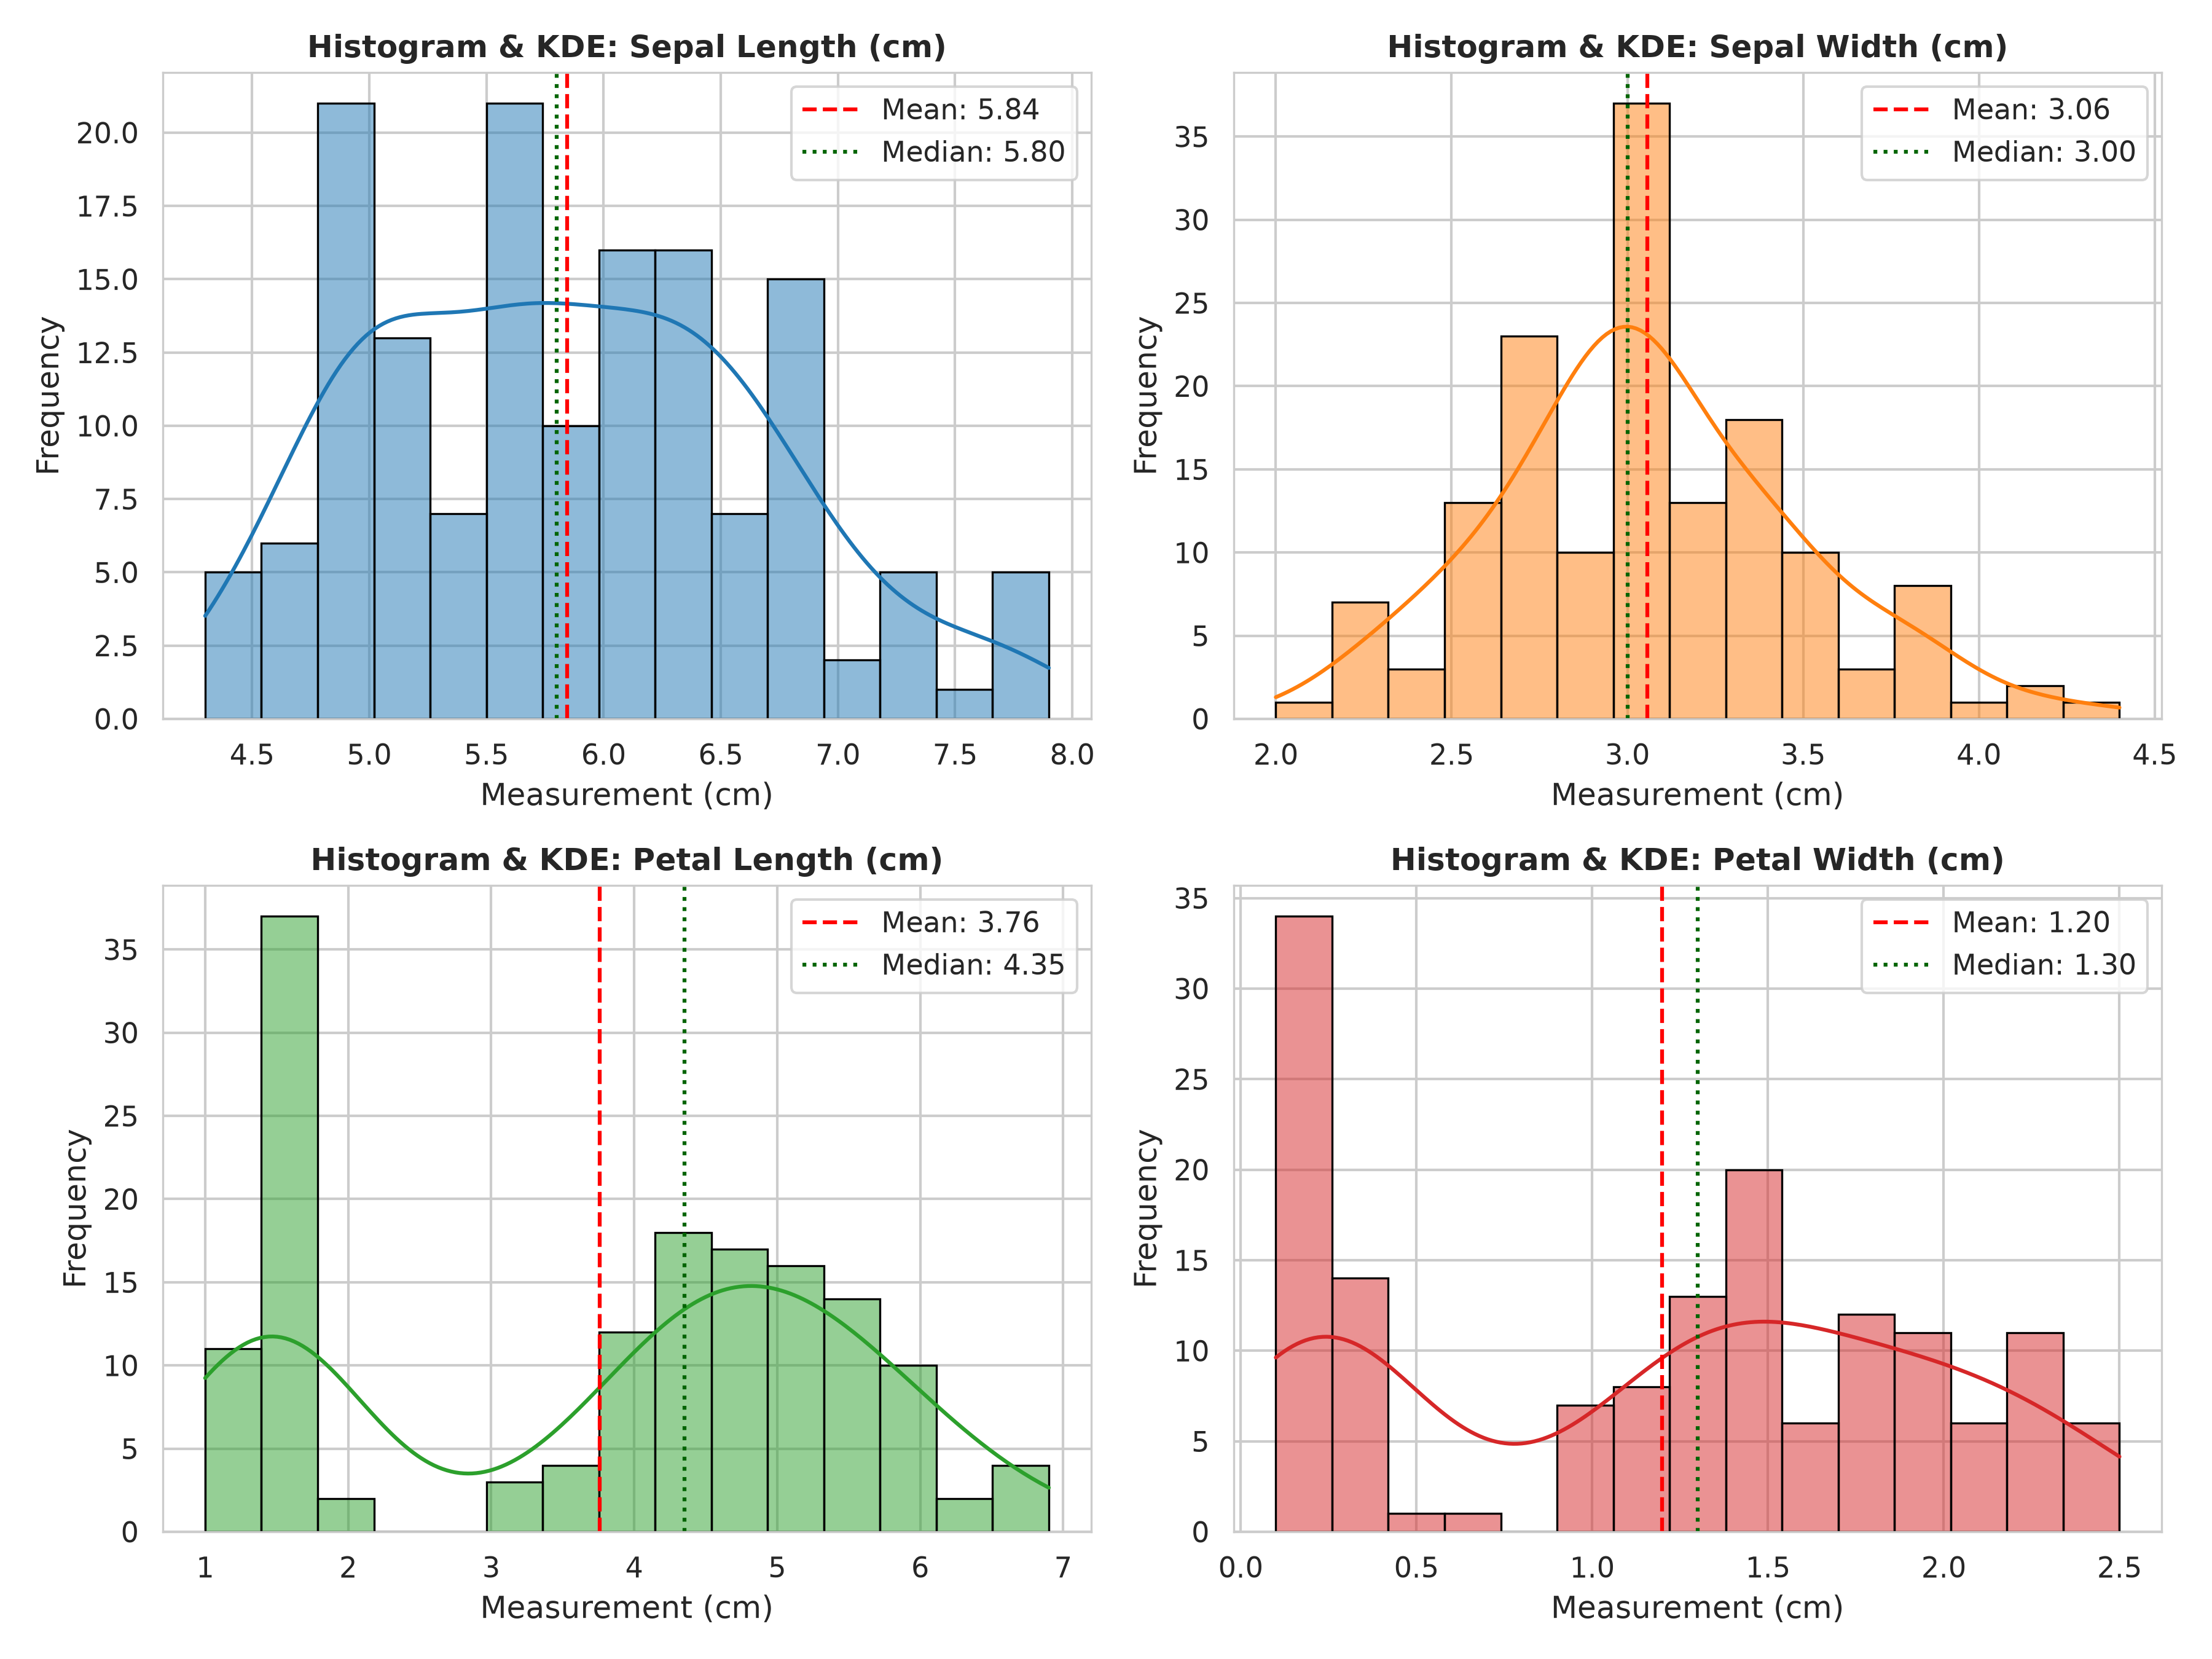 Histogram & KDE: Sepal Length (cm)
Mean: 5.84
Median: 5.80
20.0
17.5
15.0
12.5
10.0
7.5
5.0
2.5
0.0
Frequency
4.5 5.0 5.5 6.0 6.5 7.0 7.5 8.0
Measurement (cm)
Histogram & KDE: Sepal Width (cm)
Mean: 3.06
Median: 3.00
35
30
25
20
15
10
5
0
Frequency
2.0 2.5 3.0 3.5 4.0 4.5
Measurement (cm)
Histogram & KDE: Petal Length (cm)
Mean: 3.76
Median: 4.35
35
30
25
20
15
10
5
0
Frequency
1 2 3 4 5 6 7
Measurement (cm)
Histogram & KDE: Petal Width (cm)
Mean: 1.20
Median: 1.30
35
30
25
20
15
10
5
0
Frequency
0.0 0.5 1.0 1.5 2.0 2.5
Measurement (cm)